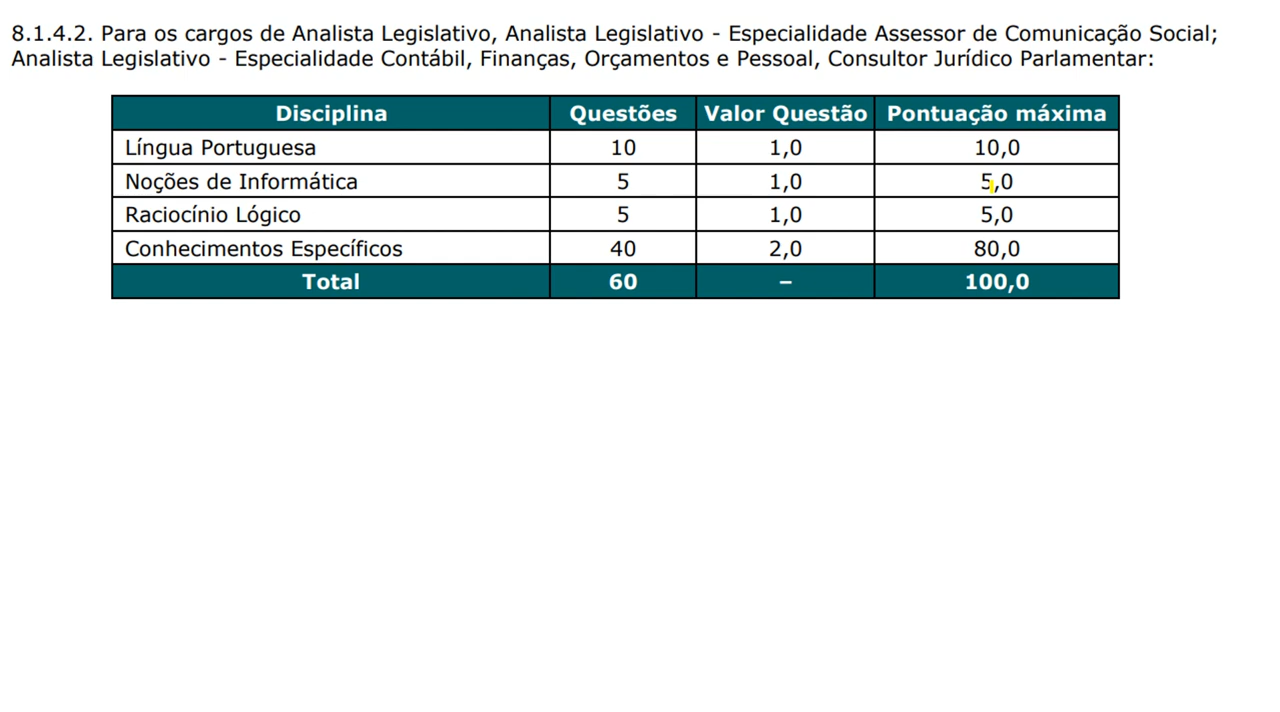 8.1.4.2. Para os cargos de Analista Legislativo, Analista Legislativo - Especialidade Assessor de Comunicação Social;
Analista Legislativo - Especialidade Contábil, Finanças, Orçamentos e Pessoal, Consultor Jurídico Parlamentar:
Disciplina Questões Valor Questão Pontuação máxima
Língua Portuguesa 10 1,0 10,0
Noções de Informática 5 1,0 5,0
Raciocínio Lógico 5 1,0 5,0
Conhecimentos Específicos 40 2,0 80,0
Total 60 – 100,0